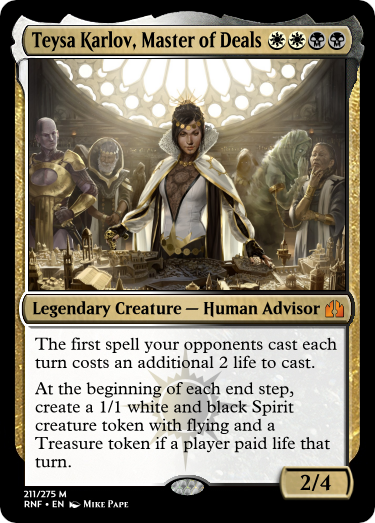 Teysa Karlov, Master of Deals
Legendary Creature — Human Advisor
The first spell your opponents cast each
turn costs an additional 2 life to cast.
At the beginning of each end step,
create a 1/1 white and black Spirit
creature token with flying and a
Treasure token if a player paid life that
turn.
2/4
211/275 M
RNF • EN Mike Pape